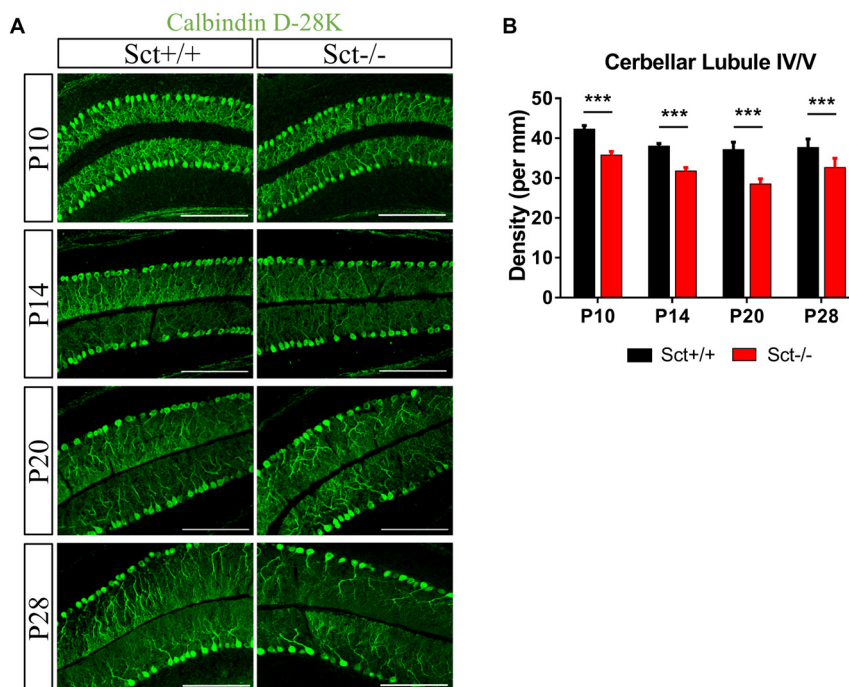 A
Calbindin D-28K
Sct+/+ Sct-/-
P10
P14
P20
P28
B
Cerbellar Lubule IV/V
Density (per mm)
50
40
30
20
10
0
*** *** *** ***
P10 P14 P20 P28
Sct+/+ Sct-/-